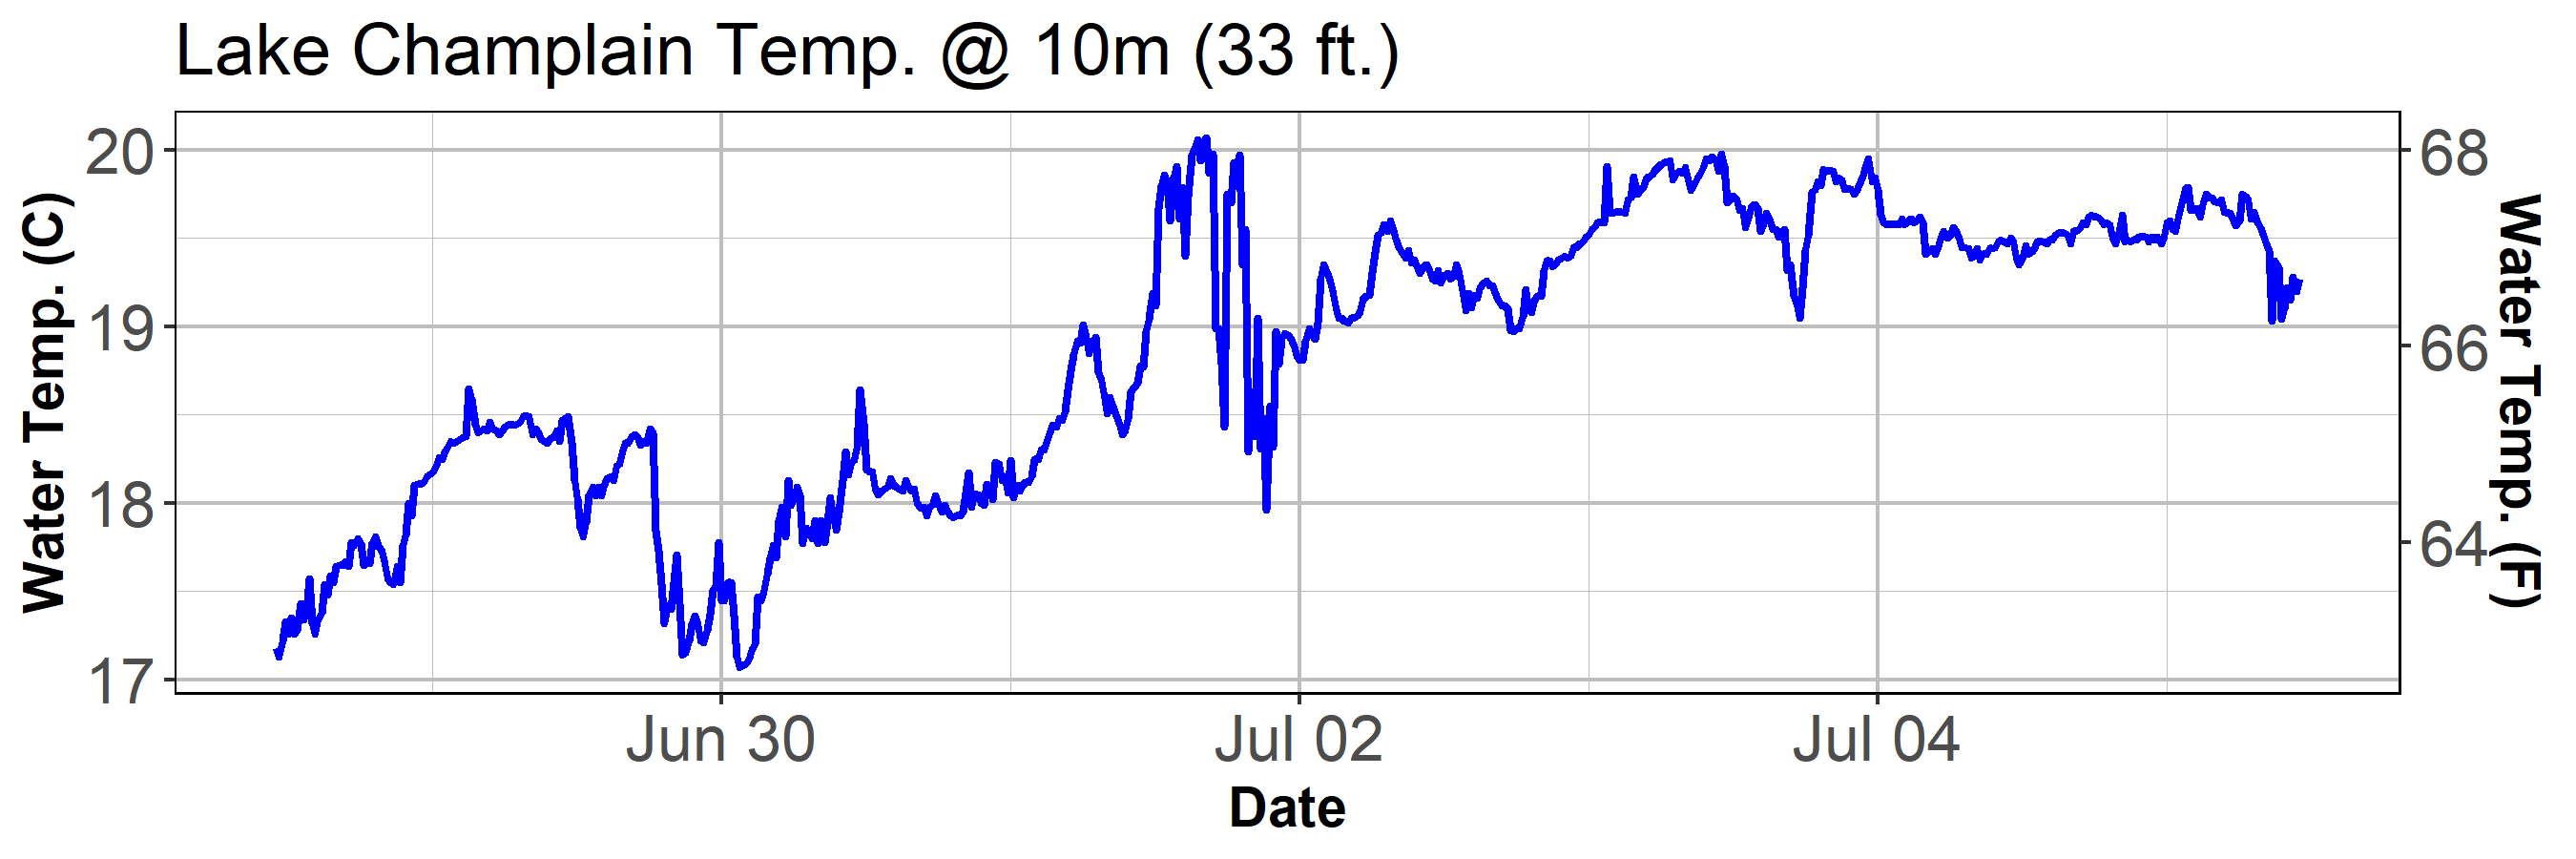 Lake Champlain Temp. @ 10m (33 ft.)
Water Temp. (C)
20
19
18
17
68
66
64
Water Temp. (F)
Jun 30
Jul 02
Jul 04
Date